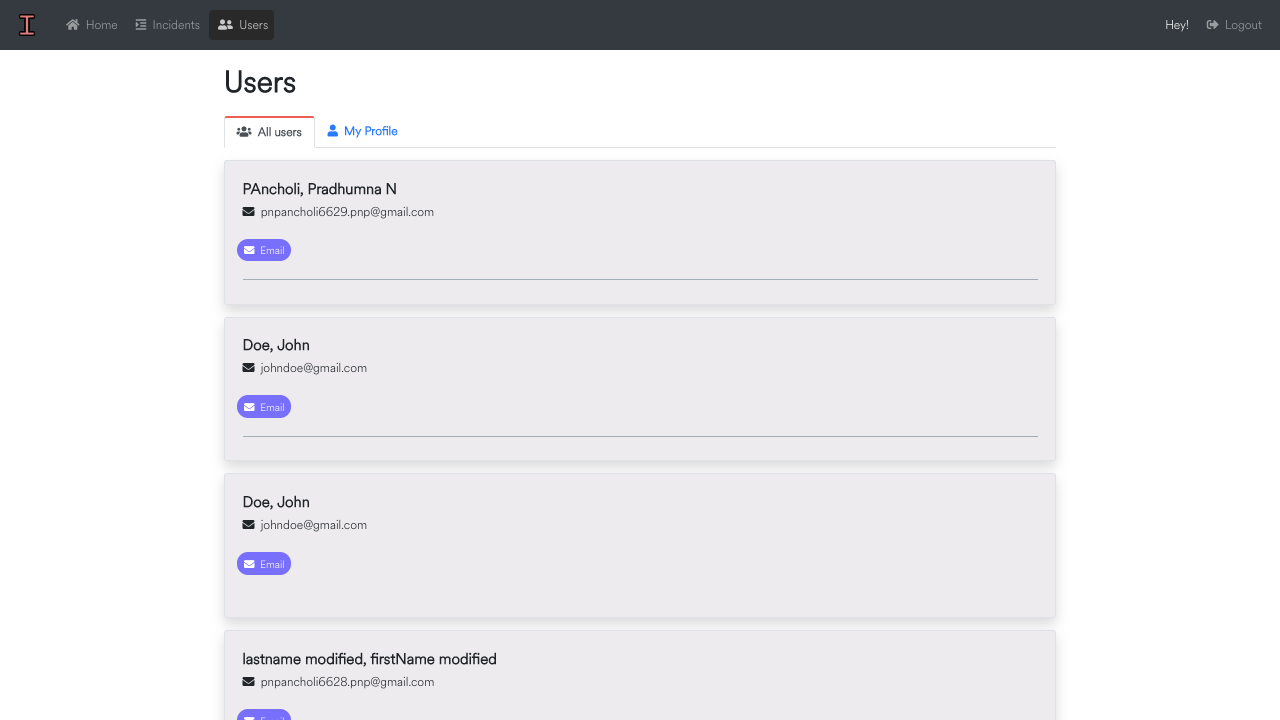 I Home Incidents Users Hey! Logout
Users
All users My Profile
PAncholi, Pradhumna N
pnpancholi6629.pnp@gmail.com
Email
Doe, John
johndoe@gmail.com
Email
Doe, John
johndoe@gmail.com
Email
lastname modified, firstName modified
pnpancholi6628.pnp@gmail.com
Email